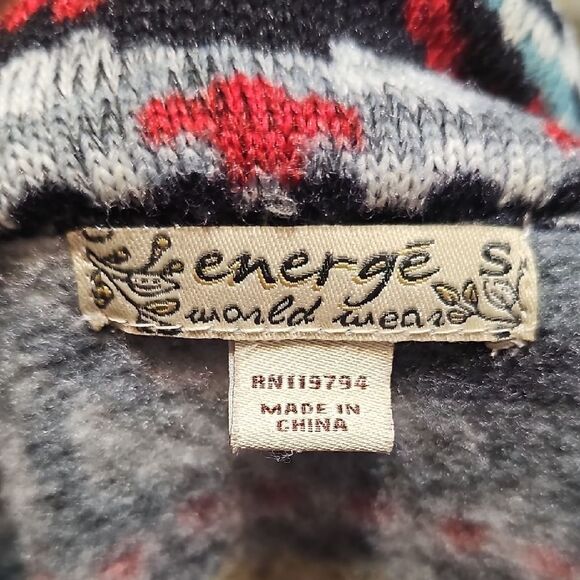 energē S
world wear
RN119794
MADE IN
CHINA